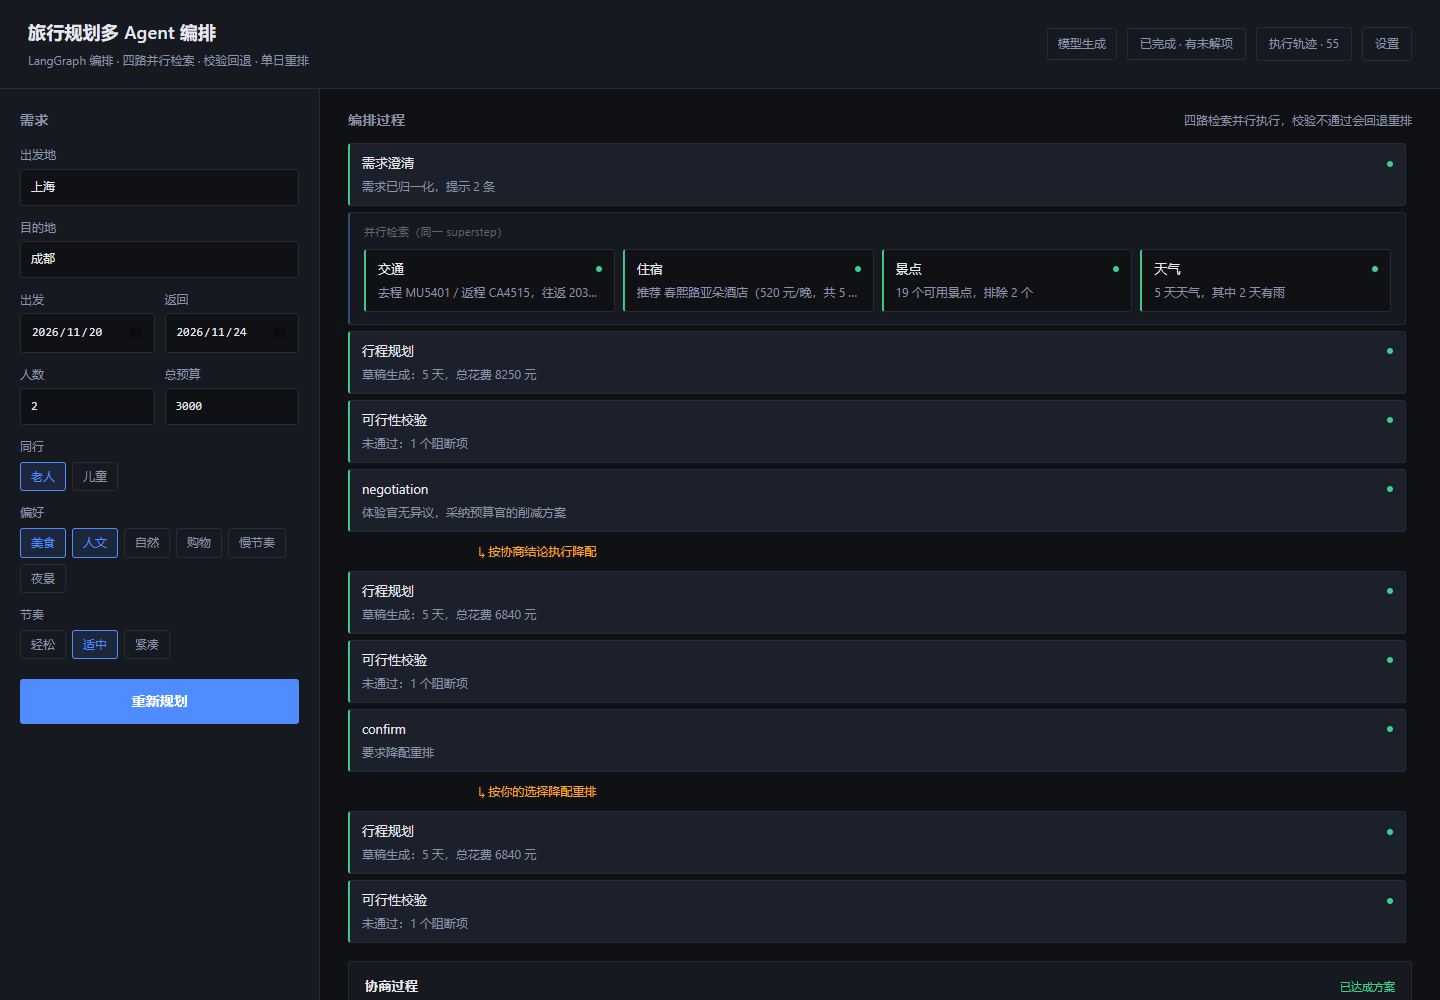 旅行规划多 Agent 编排
LangGraph 编排 · 四路并行检索 · 校验回退 · 单日重排
模型生成
已完成 · 有未解项
执行轨迹 · 55
设置
需求
出发地
上海
目的地
成都
出发
返回
2026/11/20
2026/11/24
人数
总预算
2
3000
同行
老人
儿童
偏好
美食
人文
自然
购物
慢节奏
夜景
节奏
轻松
适中
紧凑
重新规划
编排过程
四路检索并行执行，校验不通过会回退重排
需求澄清
需求已归一化，提示 2 条
并行检索（同一 superstep）
交通
去程 MU5401 / 返程 CA4515，往返 203...
住宿
推荐 春熙路亚朵酒店（520 元/晚，共 5 ...
景点
19 个可用景点，排除 2 个
天气
5 天天气，其中 2 天有雨
行程规划
草稿生成：5 天，总花费 8250 元
可行性校验
未通过：1 个阻断项
negotiation
体验官无异议，采纳预算官的削减方案
↳ 按协商结论执行降配
行程规划
草稿生成：5 天，总花费 6840 元
可行性校验
未通过：1 个阻断项
confirm
要求降配重排
↳ 按你的选择降配重排
行程规划
草稿生成：5 天，总花费 6840 元
可行性校验
未通过：1 个阻断项
协商过程
已达成方案